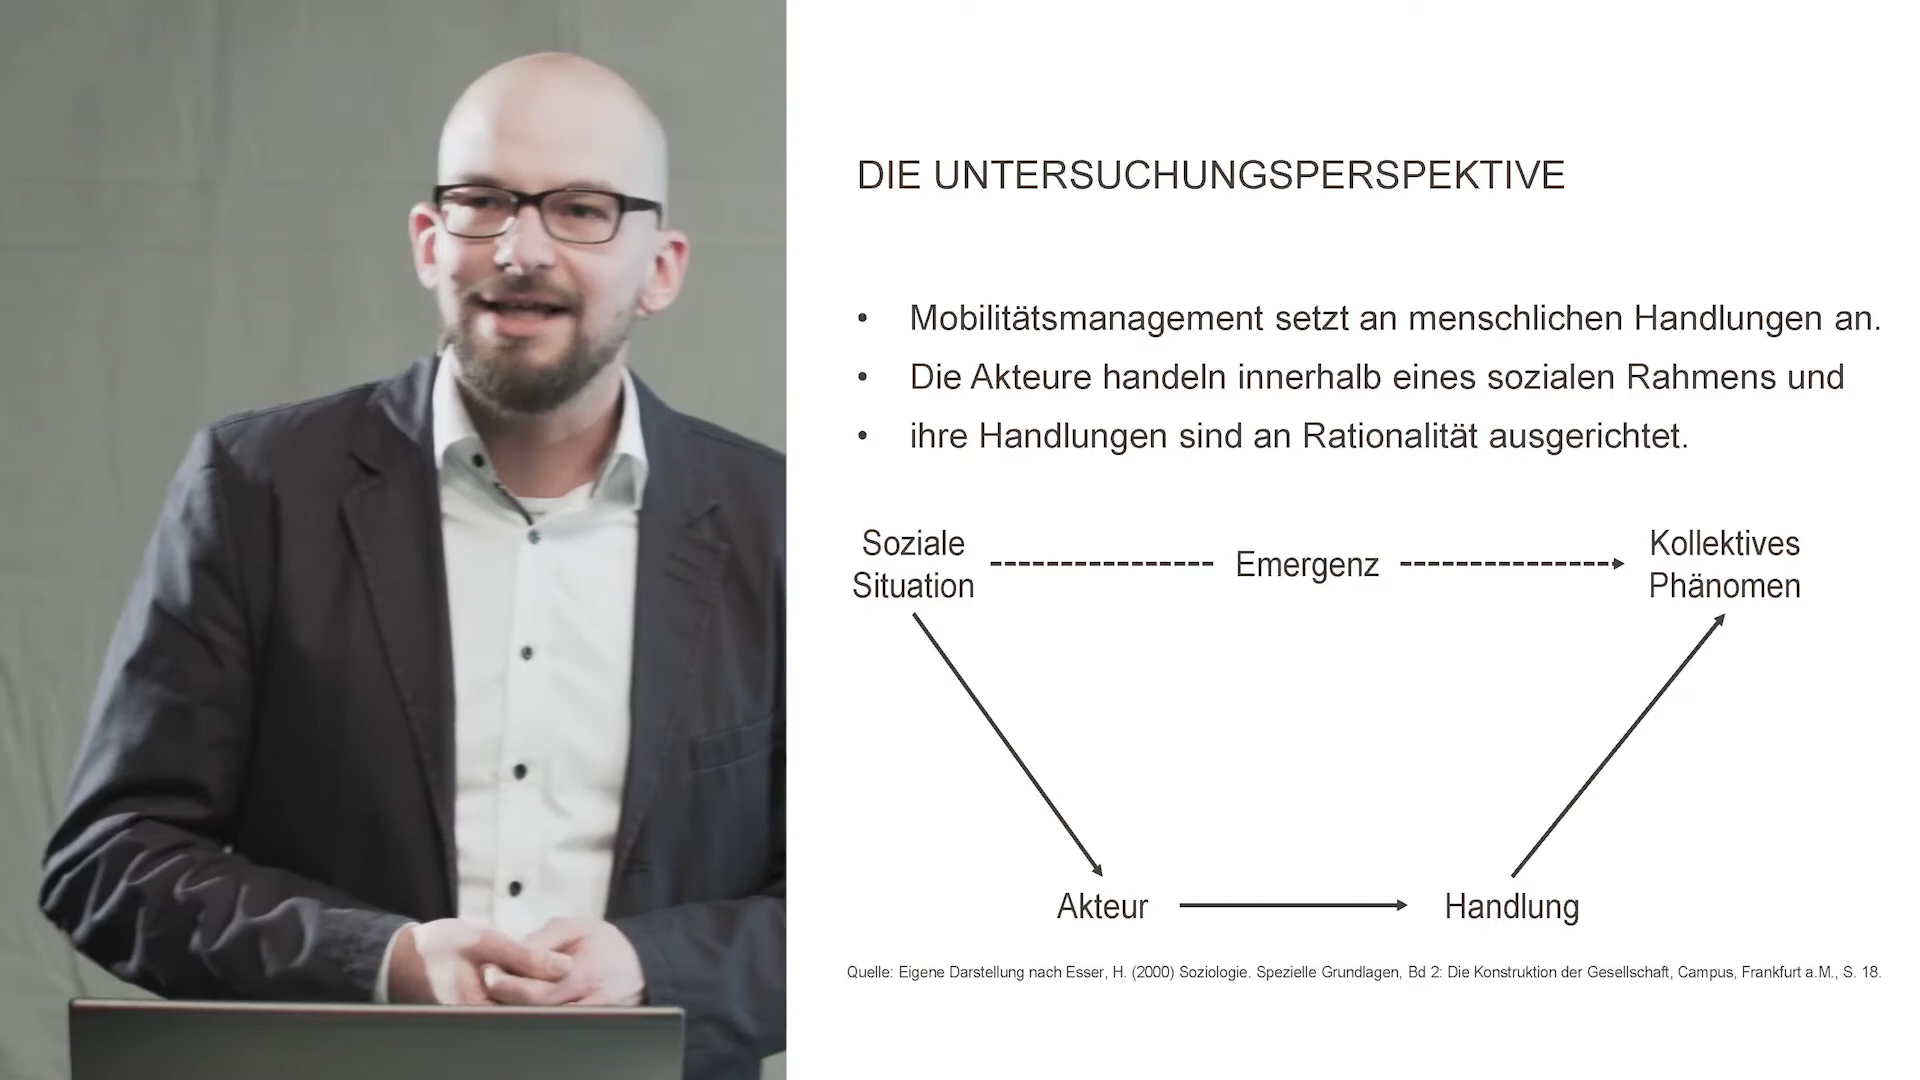 DIE UNTERSUCHUNGSPERSPEKTIVE
• Mobilitätsmanagement setzt an menschlichen Handlungen an.
• Die Akteure handeln innerhalb eines sozialen Rahmens und
• ihre Handlungen sind an Rationalität ausgerichtet.
Soziale
Situation
Emergenz
Kollektives
Phänomen
Akteur
Handlung
Quelle: Eigene Darstellung nach Esser, H. (2000) Soziologie. Spezielle Grundlagen, Bd 2: Die Konstruktion der Gesellschaft, Campus, Frankfurt a.M., S. 18.